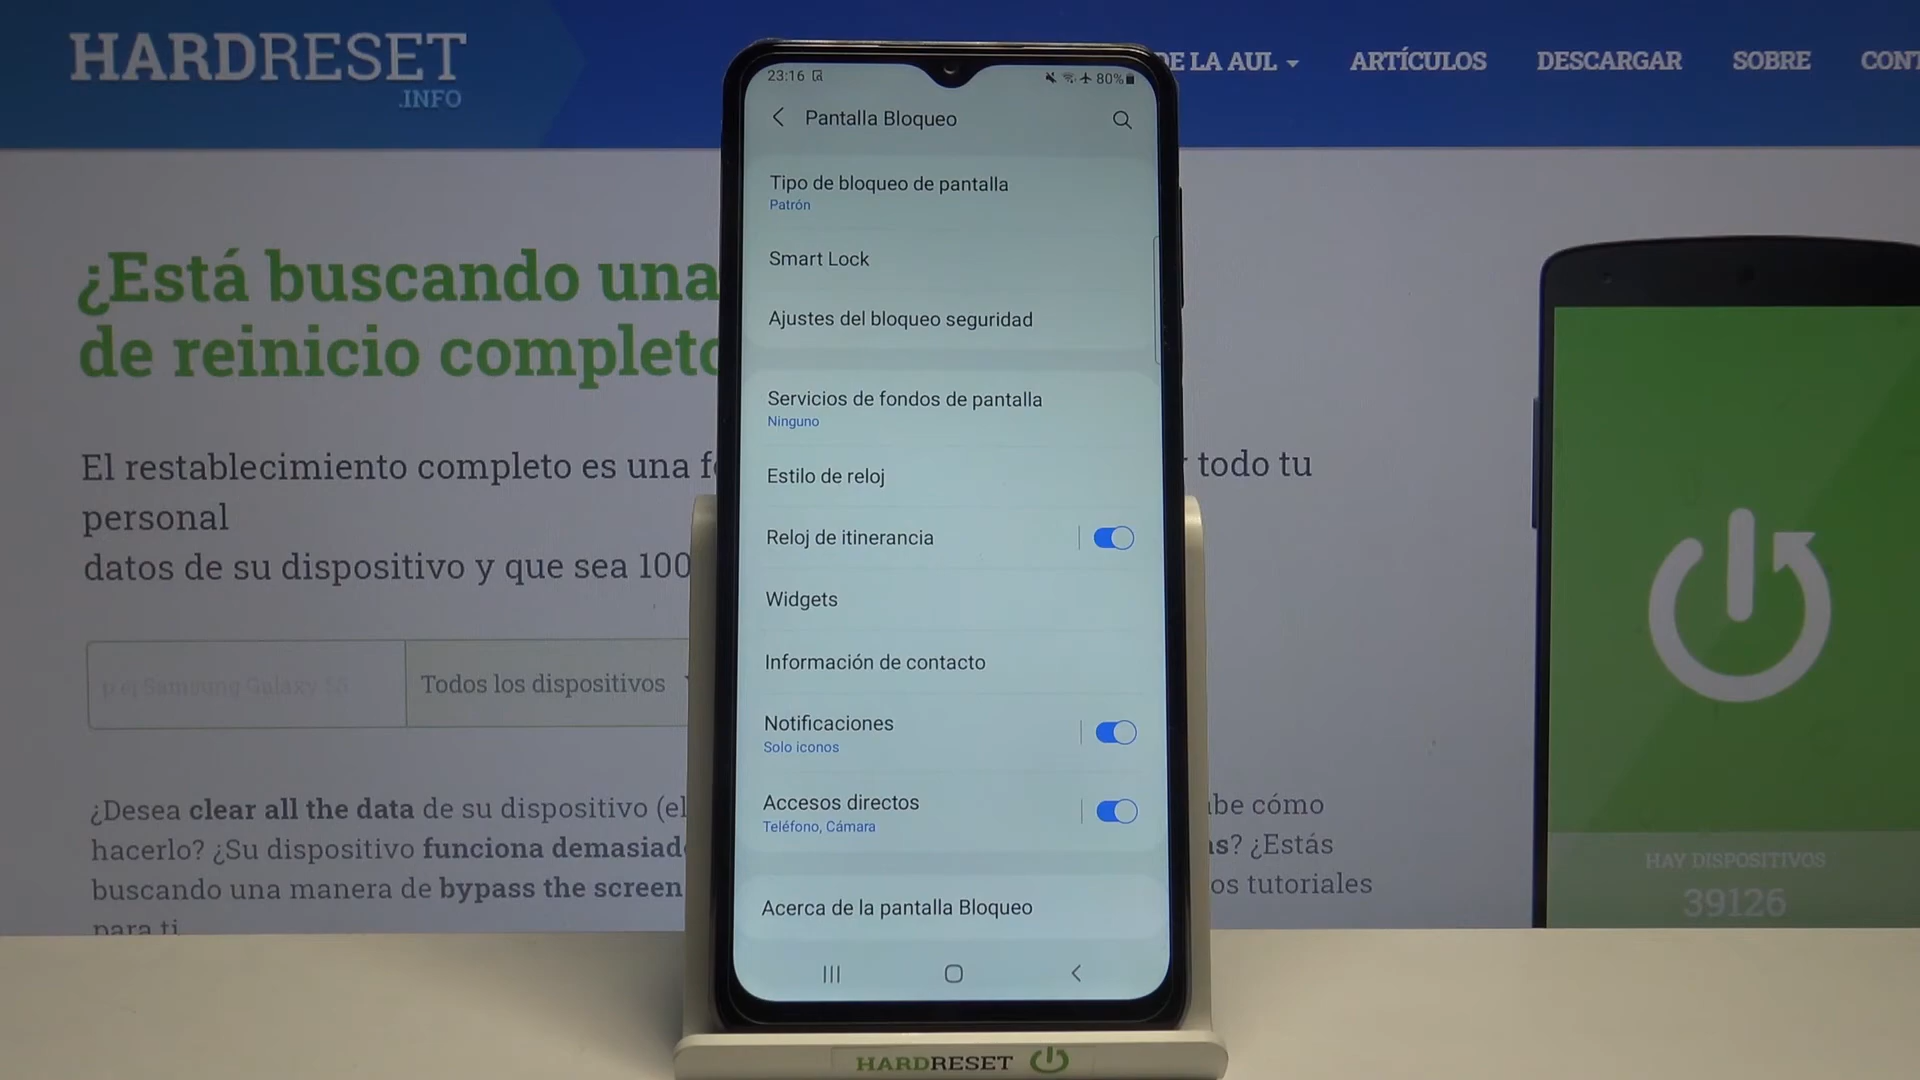 HARDRESET
.INFO
DE LA AUL
ARTÍCULOS
DESCARGAR
SOBRE
¿Está buscando una
de reinicio completo
El restablecimiento completo es una
todo tu
personal
datos de su dispositivo y que sea 100
Todos los dispositivos
¿Desea clear all the data de su dispositivo (el
cómo
hacerlo? ¿Su dispositivo funciona
¿Estás
buscando una manera de bypass the screen
tutoriales
para ti
HAY DISPOSITIVOS
39126
23:16
80%
Pantalla Bloqueo
Tipo de bloqueo de pantalla
Patrón
Smart Lock
Ajustes del bloqueo seguridad
Servicios de fondos de pantalla
Ninguno
Estilo de reloj
Reloj de itinerancia
Widgets
Información de contacto
Notificaciones
Solo iconos
Accesos directos
Teléfono, Cámara
Acerca de la pantalla Bloqueo
HARDRESET